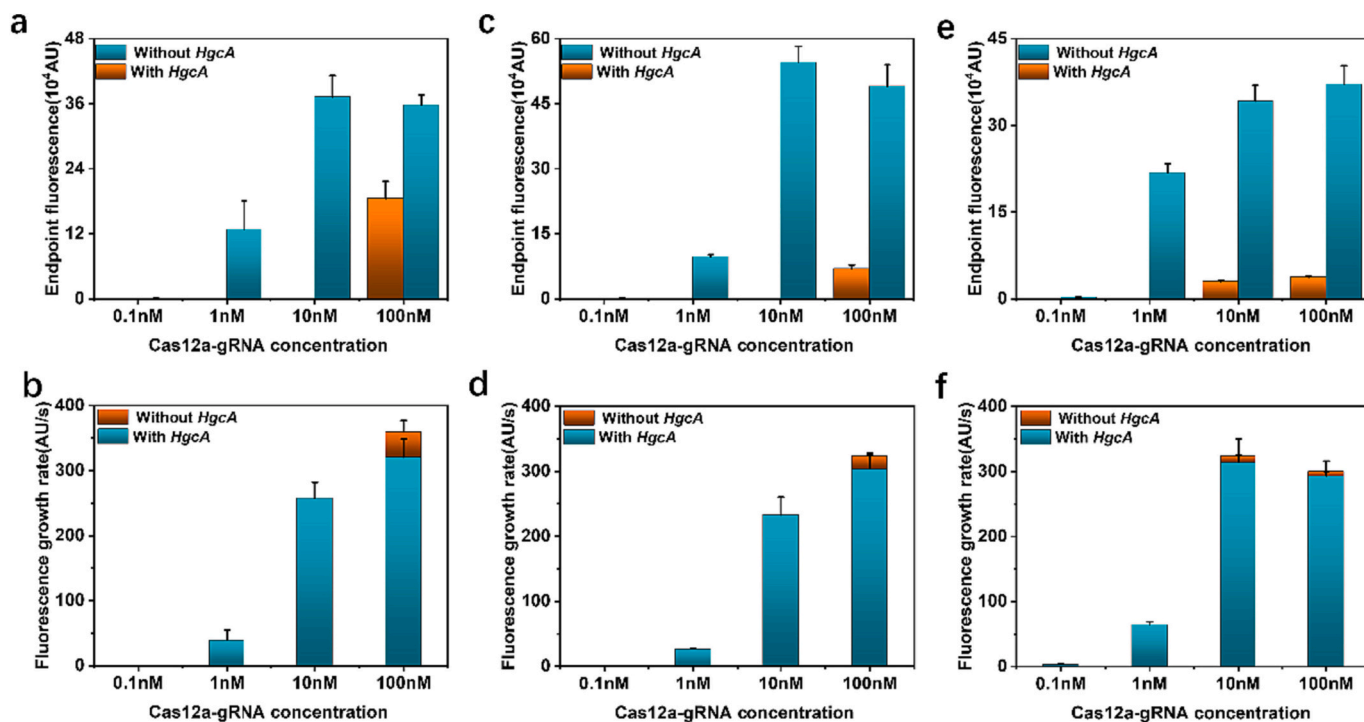 a
Endpoint fluorescence(10⁴AU)
48
36
24
12
0
Without HgcA
With HgcA
0.1nM 1nM 10nM 100nM
Cas12a-gRNA concentration
c
Endpoint fluorescence(10⁴AU)
60
45
30
15
0
Without HgcA
With HgcA
0.1nM 1nM 10nM 100nM
Cas12a-gRNA concentration
e
Endpoint fluorescence(10⁴AU)
45
30
15
0
Without HgcA
With HgcA
0.1nM 1nM 10nM 100nM
Cas12a-gRNA concentration
b
Fluorescence growth rate(AU/s)
400
300
200
100
0
Without HgcA
With HgcA
0.1nM 1nM 10nM 100nM
Cas12a-gRNA concentration
d
Fluorescence growth rate(AU/s)
400
300
200
100
0
Without HgcA
With HgcA
0.1nM 1nM 10nM 100nM
Cas12a-gRNA concentration
f
Fluorescence growth rate(AU/s)
400
300
200
100
0
Without HgcA
With HgcA
0.1nM 1nM 10nM 100nM
Cas12a-gRNA concentration